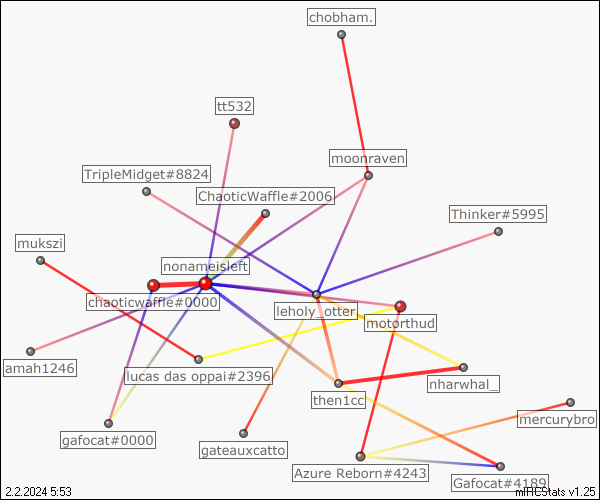 chobham.
tt532
moonraven
TripleMidget#8824
ChaoticWaffle#2006
Thinker#5995
mukszi
nonameisleft
chaoticwaffle#0000
leholy_otter
motorthud
amah1246
lucas das oppai#2396
nharwhal_
then1cc
mercurybro
gafocat#0000
gateauxcatto
Azure Reborn#4243
Gafocat#4189
2.2.2024 5:53
mIRCStats v1.25